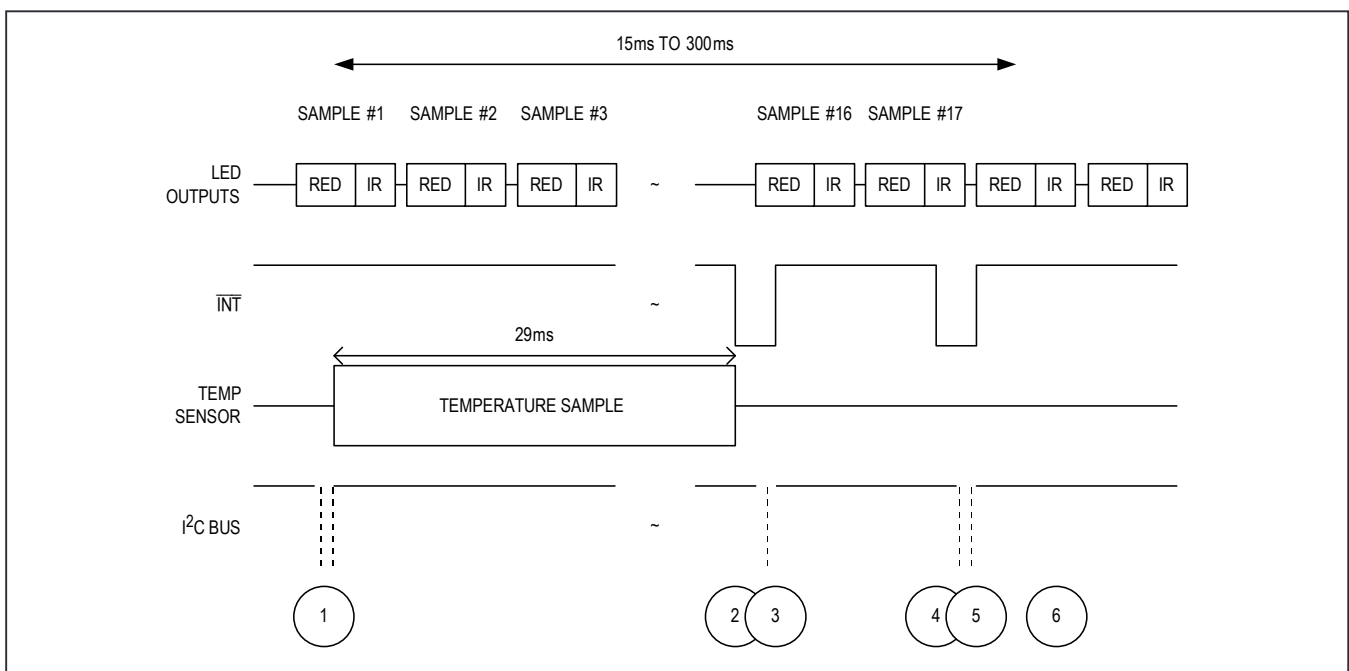 15ms TO 300ms
SAMPLE #1 SAMPLE #2 SAMPLE #3 SAMPLE #16 SAMPLE #17
LED
OUTPUTS
RED IR RED IR RED IR ~ RED IR RED IR RED IR RED IR
INT
~
29ms
TEMP
SENSOR
TEMPERATURE SAMPLE
I²C BUS
~
1 2 3 4 5 6